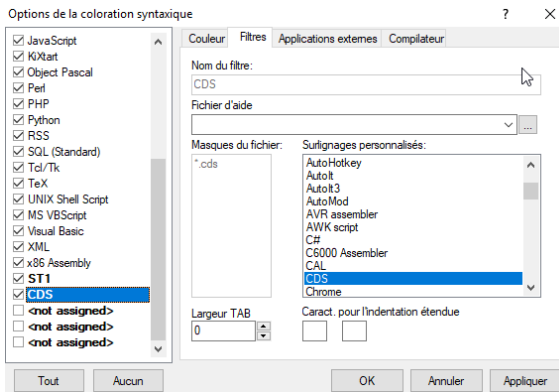 Options de la coloration syntaxique
?
JavaScript
KiXtart
Object Pascal
Perl
PHP
Python
RSS
SQL (Standard)
Tcl/Tk
TeX
UNIX Shell Script
MS VBScript
Visual Basic
XML
x86 Assembly
ST1
CDS
<not assigned>
<not assigned>
<not assigned>
Tout
Aucun
Couleur
Filtres
Applications externes
Compilateur
Nom du filtre:
CDS
Fichier d'aide
...
Masques du fichier:
*.cds
Surlignages personnalisés:
AutoHotkey
AutoIt
AutoIt3
AutoMod
AVR assembler
AWK script
C#
C6000 Assembler
CAL
CDS
Chrome
Largeur TAB
0
Caract. pour l'indentation étendue
OK
Annuler
Appliquer